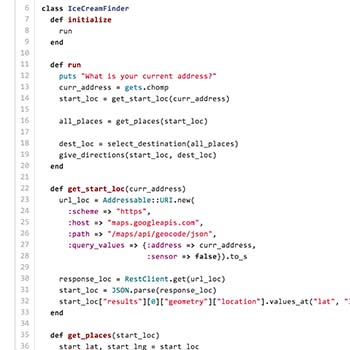 6 class IceCreamFinder
7 def initialize
8 run
9 end
10
11 def run
12 puts "What is your current address?"
13 curr_address = gets.chomp
14 start_loc = get_start_loc(curr_address)
15
16 all_places = get_places(start_loc)
17
18 dest_loc = select_destination(all_places)
19 give_directions(start_loc, dest_loc)
20 end
21
22 def get_start_loc(curr_address)
23 url_loc = Addressable::URI.new(
24 :scheme => "https",
25 :host => "maps.googleapis.com",
26 :path => "/maps/api/geocode/json",
27 :query_values => {:address => curr_address,
28 :sensor => false}).to_s
29
30 response_loc = RestClient.get(url_loc)
31 start_loc = JSON.parse(response_loc)
32 start_loc["results"][0]["geometry"]["location"].values_at("lat", "
33 end
34
35 def get_places(start_loc)
36 start_lat, start_lng = start_loc